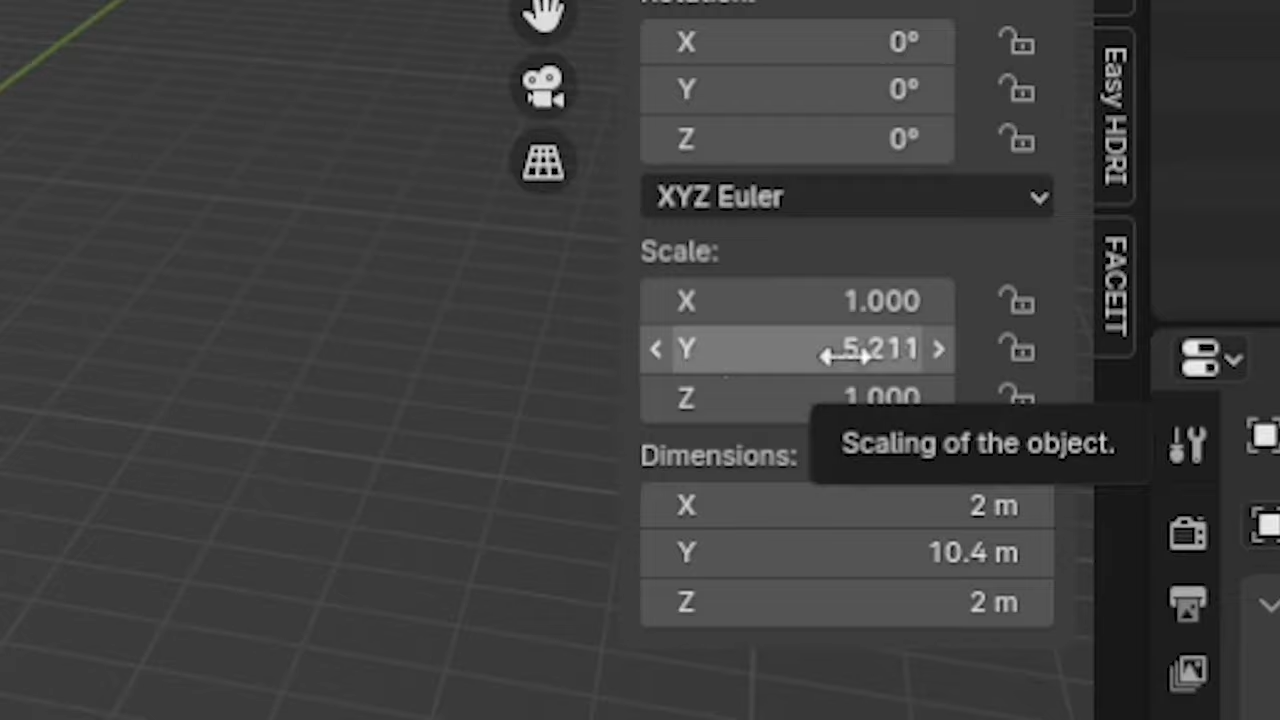 Rotation:
X 0°
Y 0°
Z 0°
XYZ Euler
Scale:
X 1.000
Y 5.211
Z 1.000
Scaling of the object.
Dimensions:
X 2 m
Y 10.4 m
Z 2 m
Easy HDRI
FACEIT